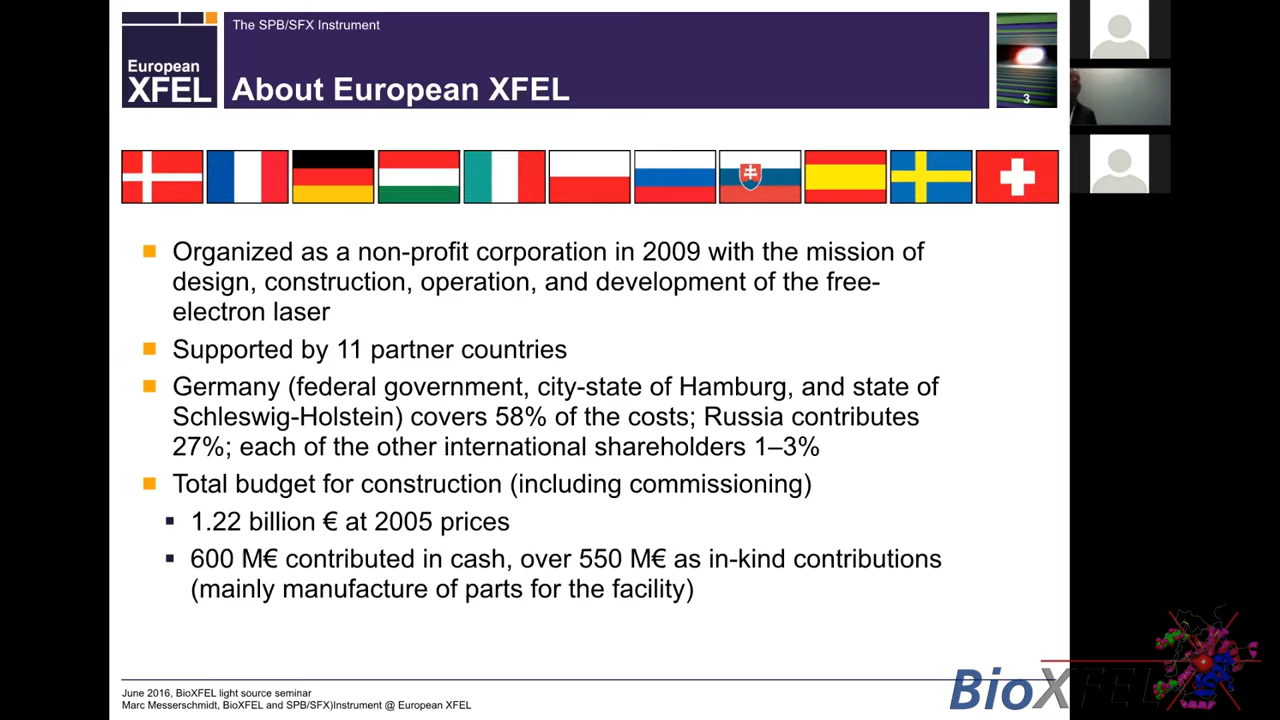 The SPB/SFX Instrument
European
XFEL
About European XFEL
3
Organized as a non-profit corporation in 2009 with the mission of
design, construction, operation, and development of the free-
electron laser
Supported by 11 partner countries
Germany (federal government, city-state of Hamburg, and state of
Schleswig-Holstein) covers 58% of the costs; Russia contributes
27%; each of the other international shareholders 1–3%
Total budget for construction (including commissioning)
1.22 billion € at 2005 prices
600 M€ contributed in cash, over 550 M€ as in-kind contributions
(mainly manufacture of parts for the facility)
June 2016, BioXFEL light source seminar
Marc Messerschmidt, BioXFEL and SPB/SFX)Instrument @ European XFEL
BioXFEL